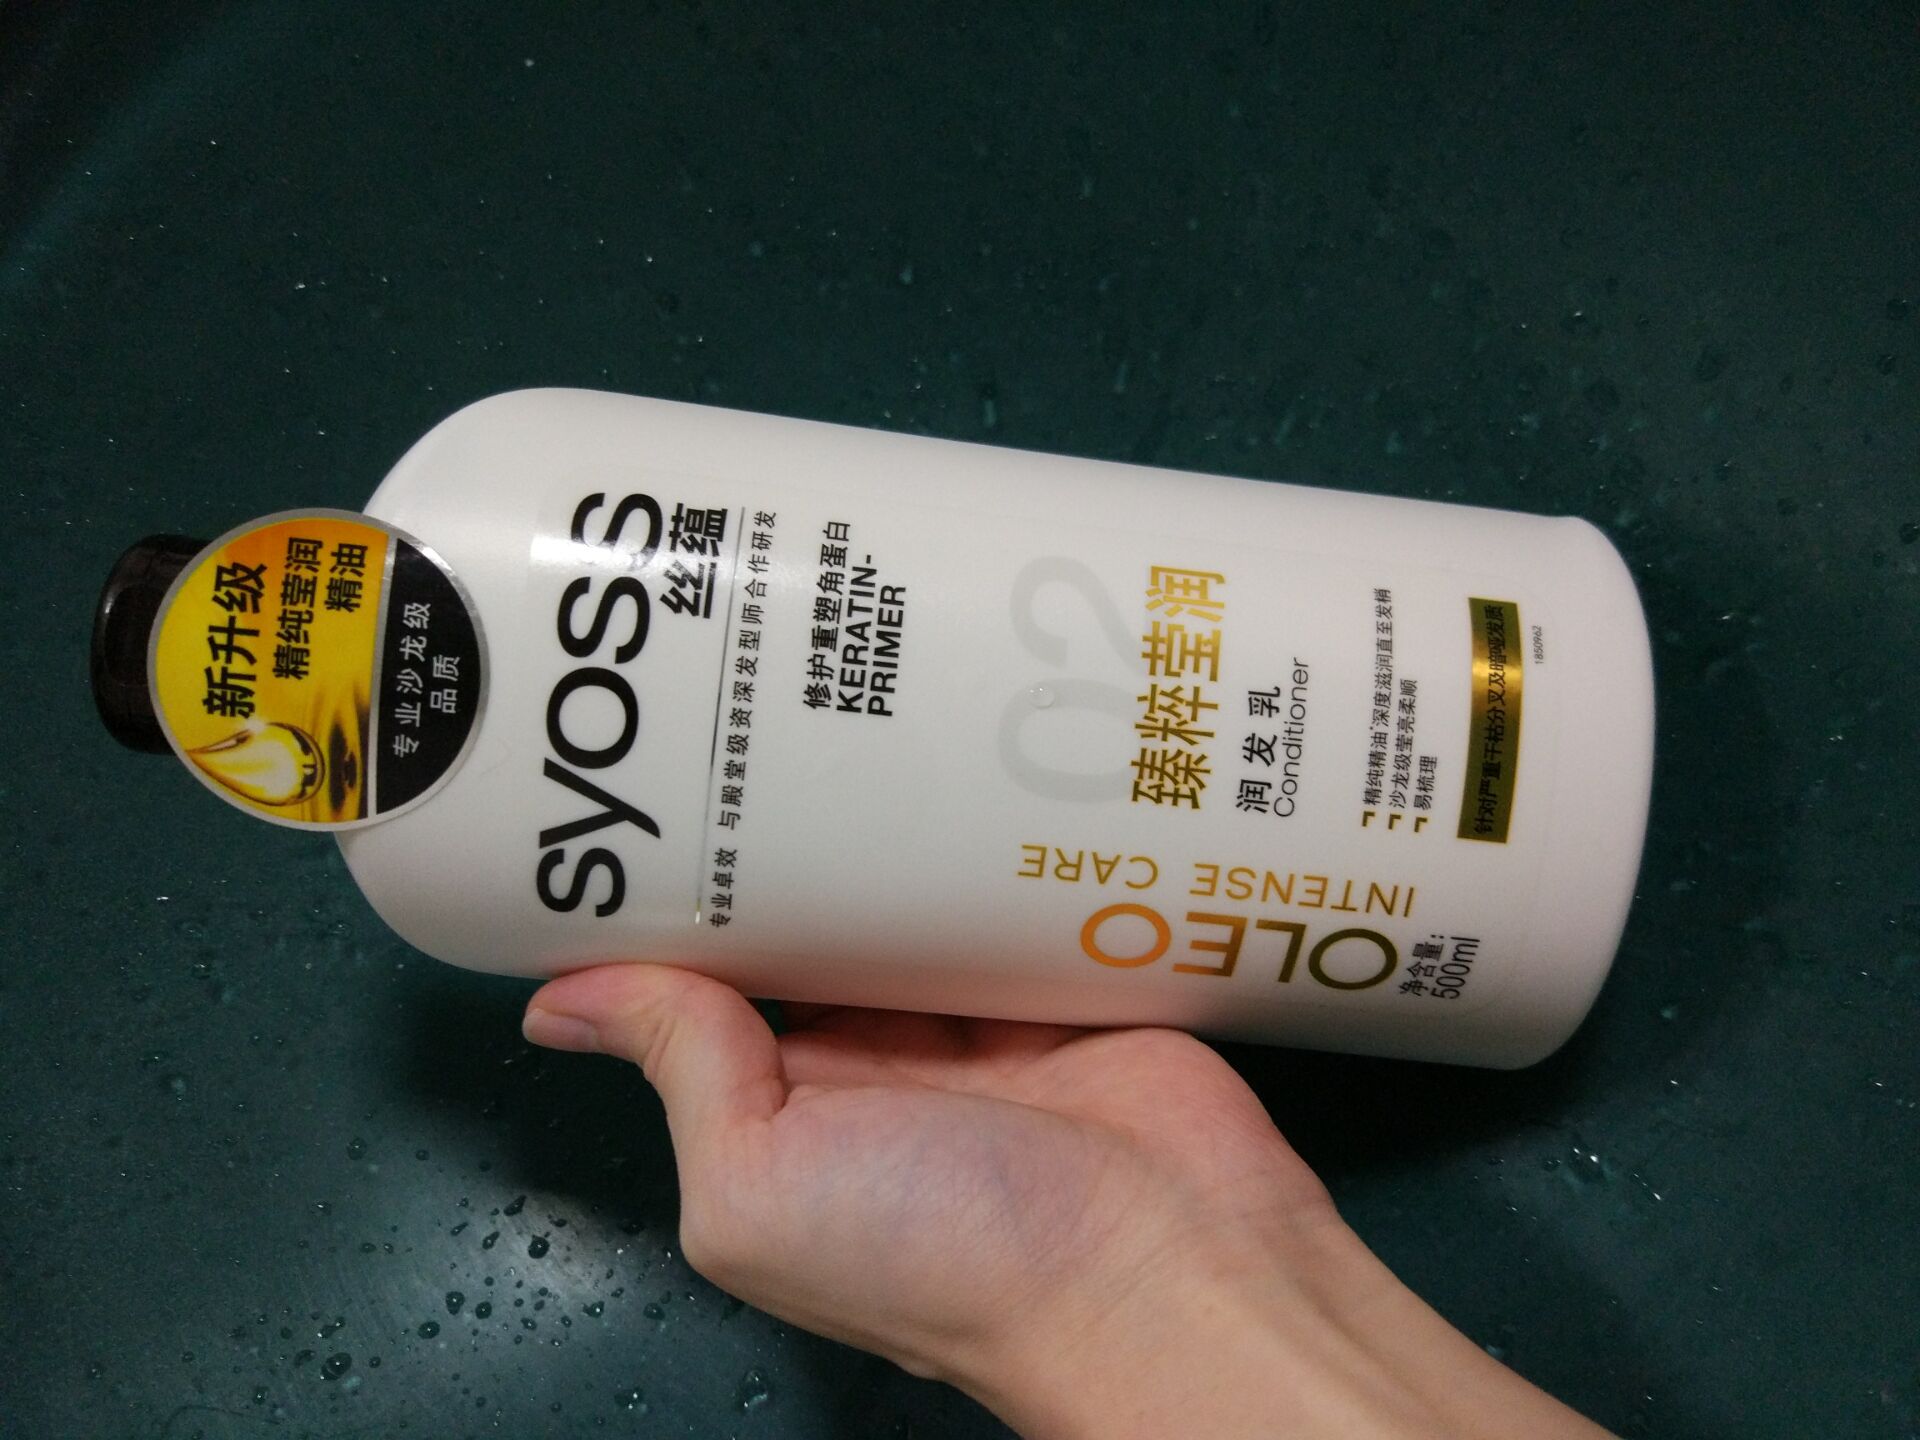 新升级
精纯莹润
精油
专业沙龙级
品质
syoss
丝蕴
专业卓效 与殿堂级资深发型师合作研发
修护重塑角蛋白
KERATIN-
PRIMER
02
臻粹莹润
润发乳
Conditioner
OLEO
INTENSE CARE
精纯精油*深度滋润直至发梢
沙龙级莹亮柔顺
易梳理
针对严重干枯分叉及暗哑发质
净含量:
500ml
1850962